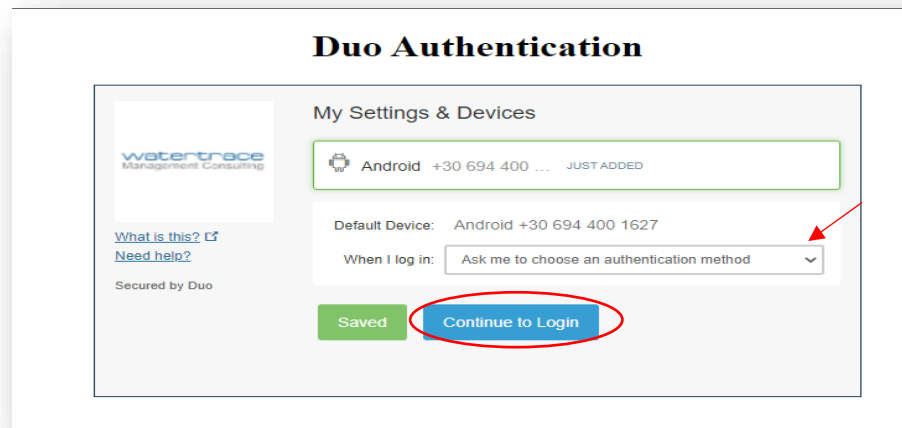 Duo Authentication
My Settings & Devices
watertrace
Management Consulting
Android +30 694 400 ... JUST ADDED
What is this?
Need help?
Secured by Duo
Default Device: Android +30 694 400 1627
When I log in: Ask me to choose an authentication method
Saved
Continue to Login